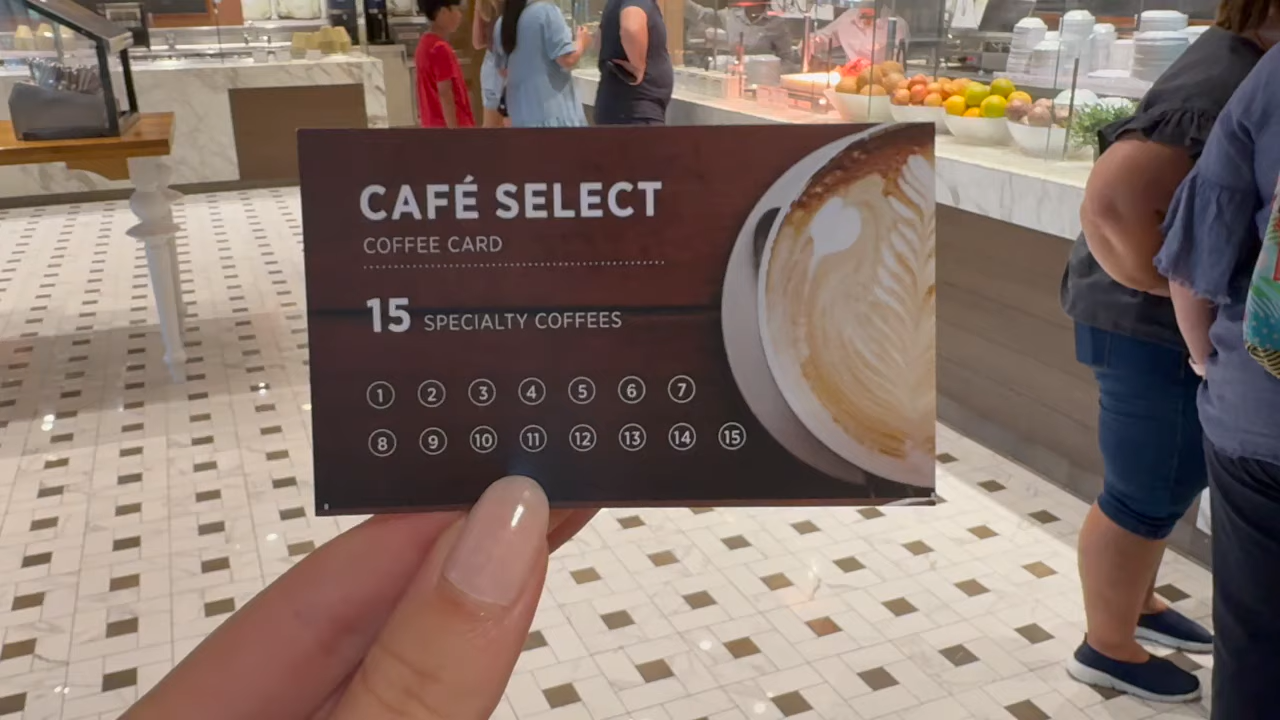 CAFÉ SELECT
COFFEE CARD
15 SPECIALTY COFFEES
1 2 3 4 5 6 7
8 9 10 11 12 13 14 15